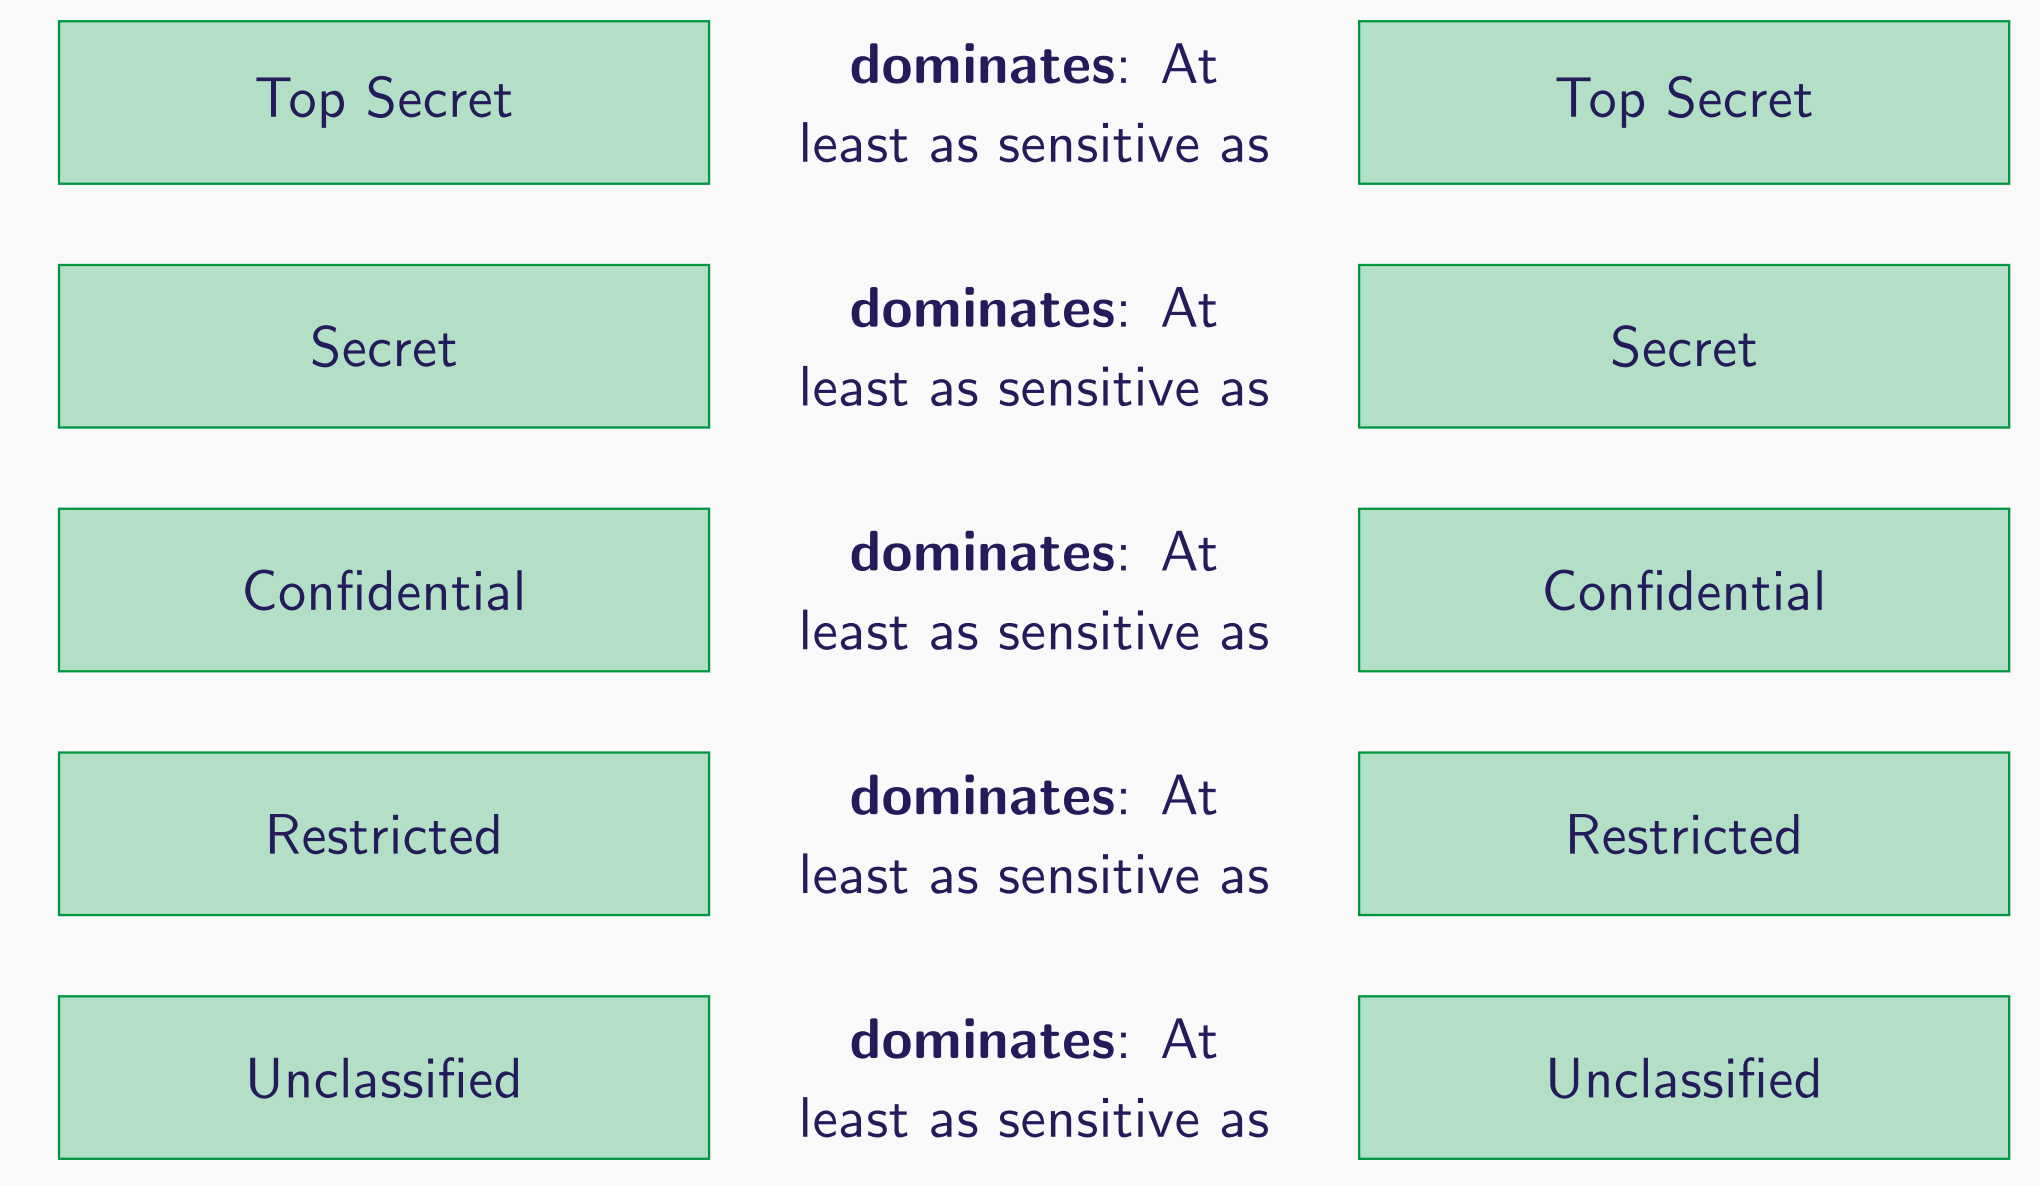 Top Secret
dominates: At
least as sensitive as
Top Secret
Secret
dominates: At
least as sensitive as
Secret
Confidential
dominates: At
least as sensitive as
Confidential
Restricted
dominates: At
least as sensitive as
Restricted
Unclassified
dominates: At
least as sensitive as
Unclassified